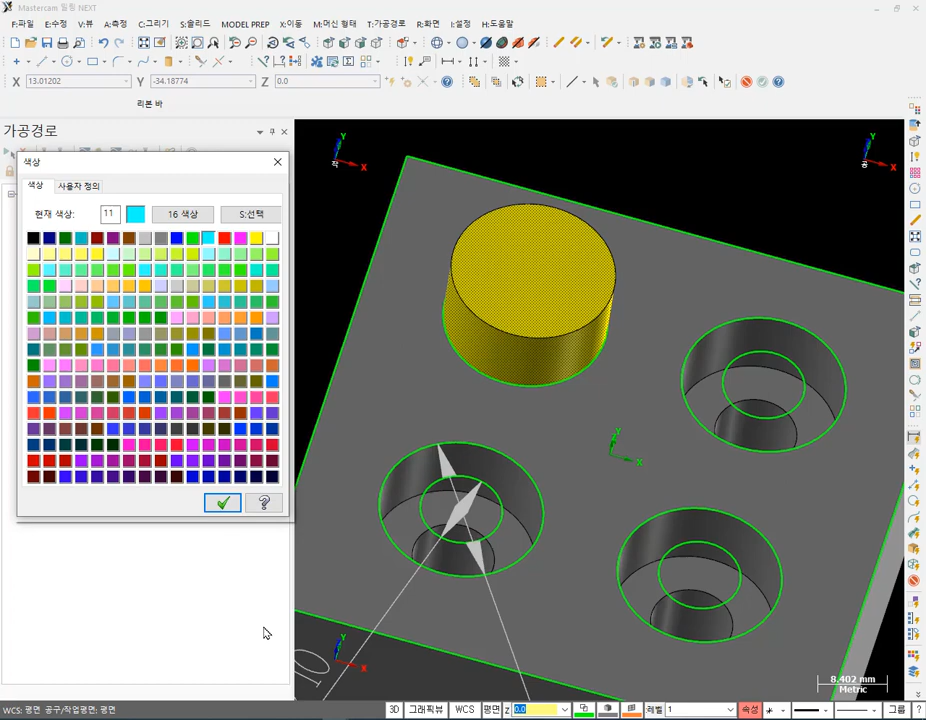 Mastercam 밀링 NEXT
F:파일 E:수정 V:뷰 A:측정 C:그리기 S:솔리드 MODEL PREP X:이동 M:머신 형태 T:가공경로 R:화면 I:설정 H:도움말
X 13.01202 Y -34.18774 Z 0.0
리본 바
가공경로
색상
색상 사용자 정의
현재 색상: 11 16 색상 S:선택
Y X
Y X
Y X
10
Y X
8.402 mm
Metric
WCS: 평면 공구/작업평면: 평면 3D 그래픽뷰 WCS 평면 Z 0.0 레벨 1 속성 그룹 ?